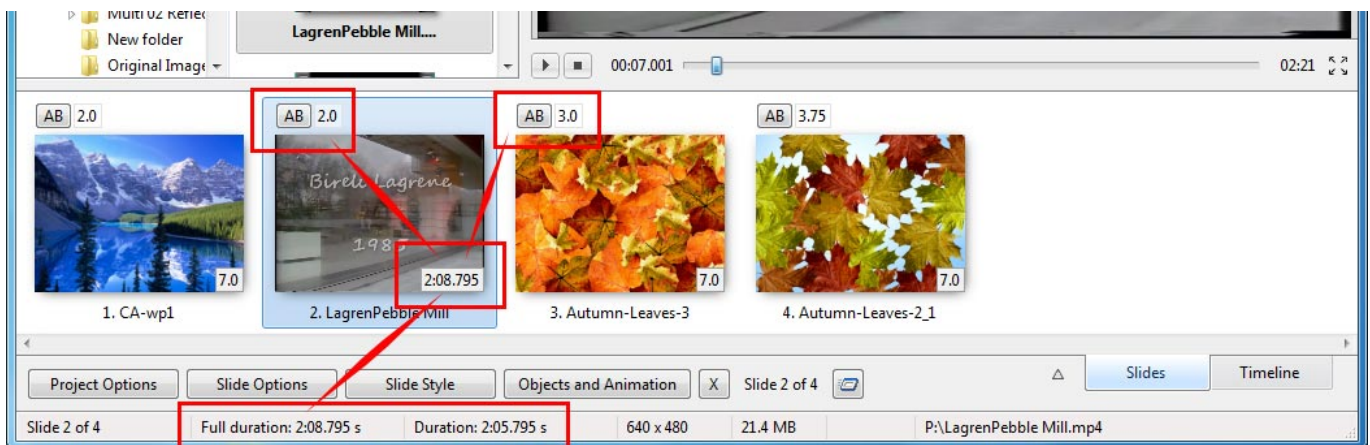 Multi 02 Reflec
New folder
Original Image
LagrenPebble Mill....
00:07.001
02:21
AB 2.0
AB 2.0
AB 3.0
AB 3.75
Bireli Lagrene
1985
7.0
2:08.795
7.0
7.0
1. CA-wp1
2. LagrenPebble Mill
3. Autumn-Leaves-3
4. Autumn-Leaves-2_1
Project Options
Slide Options
Slide Style
Objects and Animation
X
Slide 2 of 4
Slides
Timeline
Slide 2 of 4
Full duration: 2:08.795 s
Duration: 2:05.795 s
640 x 480
21.4 MB
P:\LagrenPebble Mill.mp4